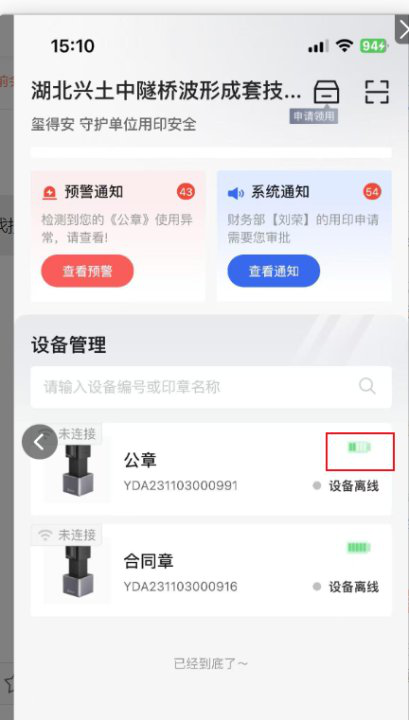 15:10
94
湖北兴土中隧桥波形成套技...
申请领用
玺得安 守护单位用印安全
预警通知
43
检测到您的《公章》使用异
常，请查看!
查看预警
系统通知
54
财务部【刘荣】的用印申请
需要您审批
查看通知
设备管理
请输入设备编号或印章名称
未连接
公章
YDA231103000991
设备离线
未连接
合同章
YDA231103000916
设备离线
已经到底了～